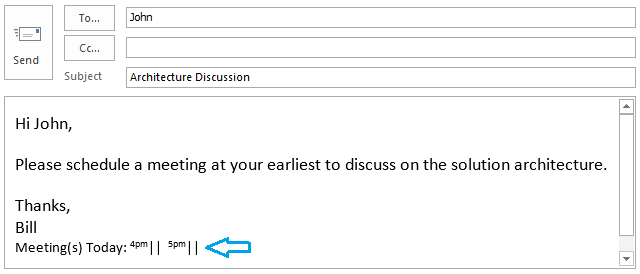 To...
John
Cc...
Send
Subject
Architecture Discussion
Hi John,
Please schedule a meeting at your earliest to discuss on the solution architecture.
Thanks,
Bill
Meeting(s) Today: 4pm|| 5pm||